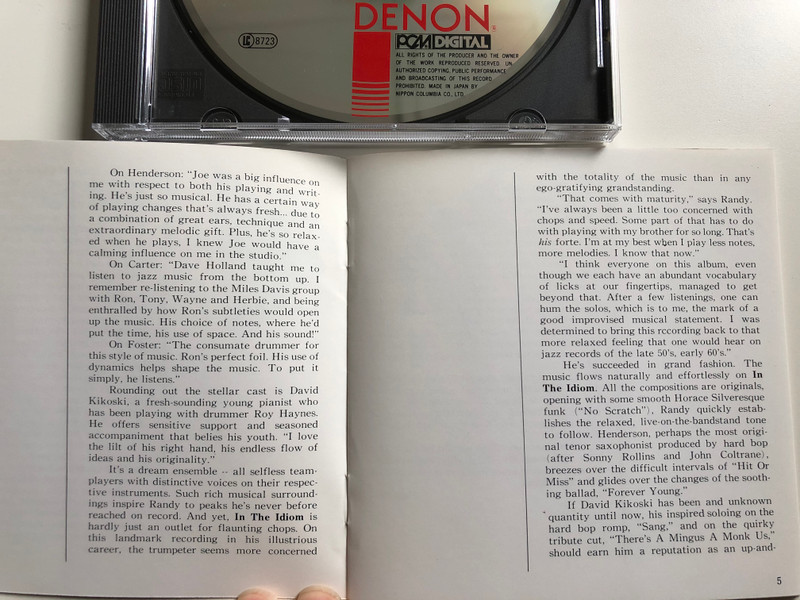 DENON
8723
PCM DIGITAL
ALL RIGHTS OF THE PRODUCER AND THE OWNER
OF THE WORK REPRODUCED RESERVED. UN-
AUTHORIZED COPYING, PUBLIC PERFORMANCE
AND BROADCASTING OF THIS RECORD
PROHIBITED. MADE IN JAPAN BY
NIPPON COLUMBIA CO., LTD.
On Henderson: “Joe was a big influence on
me with respect to both his playing and writ-
ing. He's just so musical. He has a certain way
of playing changes that's always fresh... due to
a combination of great ears, technique and an
extraordinary melodic gift. Plus, he's so relax-
ed when he plays, I knew Joe would have a
calming influence on me in the studio.”
On Carter: “Dave Holland taught me to
listen to jazz music from the bottom up. I
remember re-listening to the Miles Davis group
with Ron, Tony, Wayne and Herbie, and being
enthralled by how Ron's subtleties would open
up the music. His choice of notes, where he'd
put the time, his use of space. And his sound!”
On Foster: “The consumate drummer for
this style of music. Ron's perfect foil. His use of
dynamics helps shape the music. To put it
simply, he listens.”
Rounding out the stellar cast is David
Kikoski, a fresh-sounding young pianist who
has been playing with drummer Roy Haynes.
He offers sensitive support and seasoned
accompaniment that belies his youth. “I love
the lilt of his right hand, his endless flow of
ideas and his originality.”
It's a dream ensemble -- all selfless team-
players with distinctive voices on their respec-
tive instruments. Such rich musical surround-
ings inspire Randy to peaks he's never before
reached on record. And yet, In The Idiom is
hardly just an outlet for flaunting chops. On
this landmark recording in his illustrious
career, the trumpeter seems more concerned
with the totality of the music than in any
ego-gratifying grandstanding.
“That comes with maturity,” says Randy.
“I've always been a little too concerned with
chops and speed. Some part of that has to do
with playing with my brother for so long. That's
his forte. I'm at my best when I play less notes,
more melodies. I know that now.”
“I think everyone on this album, even
though we each have an abundant vocabulary
of licks at our fingertips, managed to get
beyond that. After a few listenings, one can
hum the solos, which is to me, the mark of a
good improvised musical statement. I was
determined to bring this rccording back to that
more relaxed feeling that one would hear on
jazz records of the late 50's, early 60's.”
He's succeeded in grand fashion. The
music flows naturally and effortlessly on In
The Idiom. All the compositions are originals,
opening with some smooth Horace Silveresque
funk (“No Scratch”), Randy quickly estab-
lishes the relaxed, live-on-the-bandstand tone
to follow. Henderson, perhaps the most origi-
nal tenor saxophonist produced by hard bop
(after Sonny Rollins and John Coltrane),
breezes over the difficult intervals of “Hit Or
Miss” and glides over the changes of the sooth-
ing ballad, “Forever Young.”
If David Kikoski has been and unknown
quantity until now, his inspired soloing on the
hard bop romp, “Sang,” and on the quirky
tribute cut, “There's A Mingus A Monk Us,”
should earn him a reputation as an up-and-
5